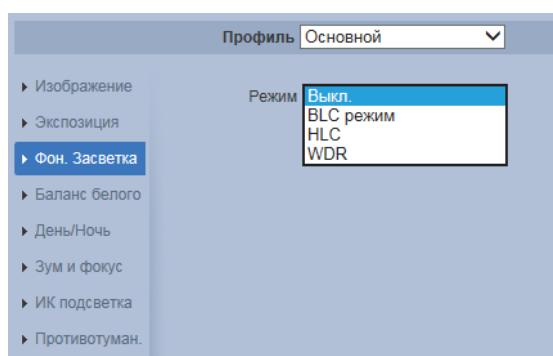 Профиль Основной
Изображение
Режим Выкл.
BLC режим
HLC
WDR
Экспозиция
Фон. Засветка
Баланс белого
День/Ночь
Зум и фокус
ИК подсветка
Противотуман.